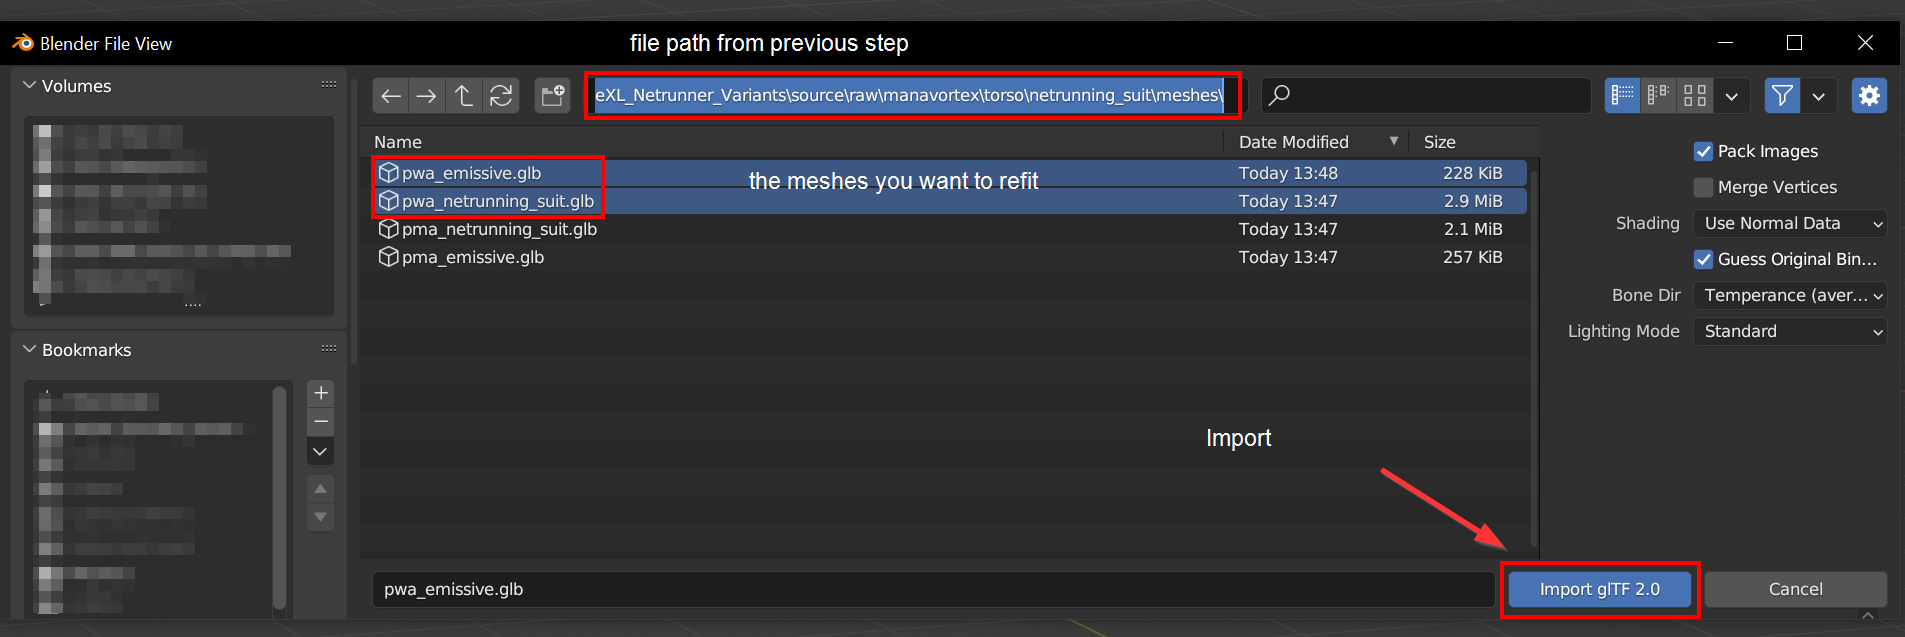 Blender File View
file path from previous step
Volumes
eXL_Netrunner_Variants\source\raw\manavortex\torso\netrunning_suit\meshes\
Name
Date Modified
Size
pwa_emissive.glb
Today 13:48
228 KiB
the meshes you want to refit
pwa_netrunning_suit.glb
Today 13:47
2.9 MiB
pma_netrunning_suit.glb
Today 13:47
2.1 MiB
pma_emissive.glb
Today 13:47
257 KiB
Pack Images
Merge Vertices
Shading
Use Normal Data
Guess Original Bin...
Bone Dir
Temperance (aver...
Lighting Mode
Standard
Bookmarks
Import
pwa_emissive.glb
Import glTF 2.0
Cancel